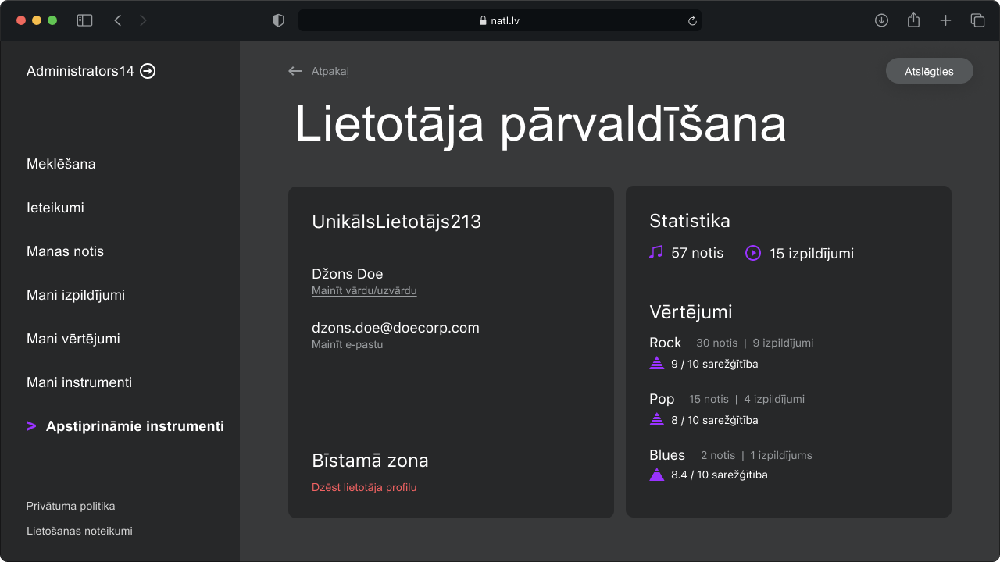 natl.lv
Administrators14
Meklēšana
Ieteikumi
Manas notis
Mani izpildījumi
Mani vērtējumi
Mani instrumenti
> Apstiprināmie instrumenti
Privātuma politika
Lietošanas noteikumi
Atpakaļ
Atslēgties
Lietotāja pārvaldīšana
UnikālsLietotājs213
Džons Doe
Mainīt vārdu/uzvārdu
dzons.doe@doecorp.com
Mainīt e-pastu
Bīstamā zona
Dzēst lietotāja profilu
Statistika
57 notis 15 izpildījumi
Vērtējumi
Rock 30 notis | 9 izpildījumi
9 / 10 sarežģītība
Pop 15 notis | 4 izpildījumi
8 / 10 sarežģītība
Blues 2 notis | 1 izpildījums
8.4 / 10 sarežģītība